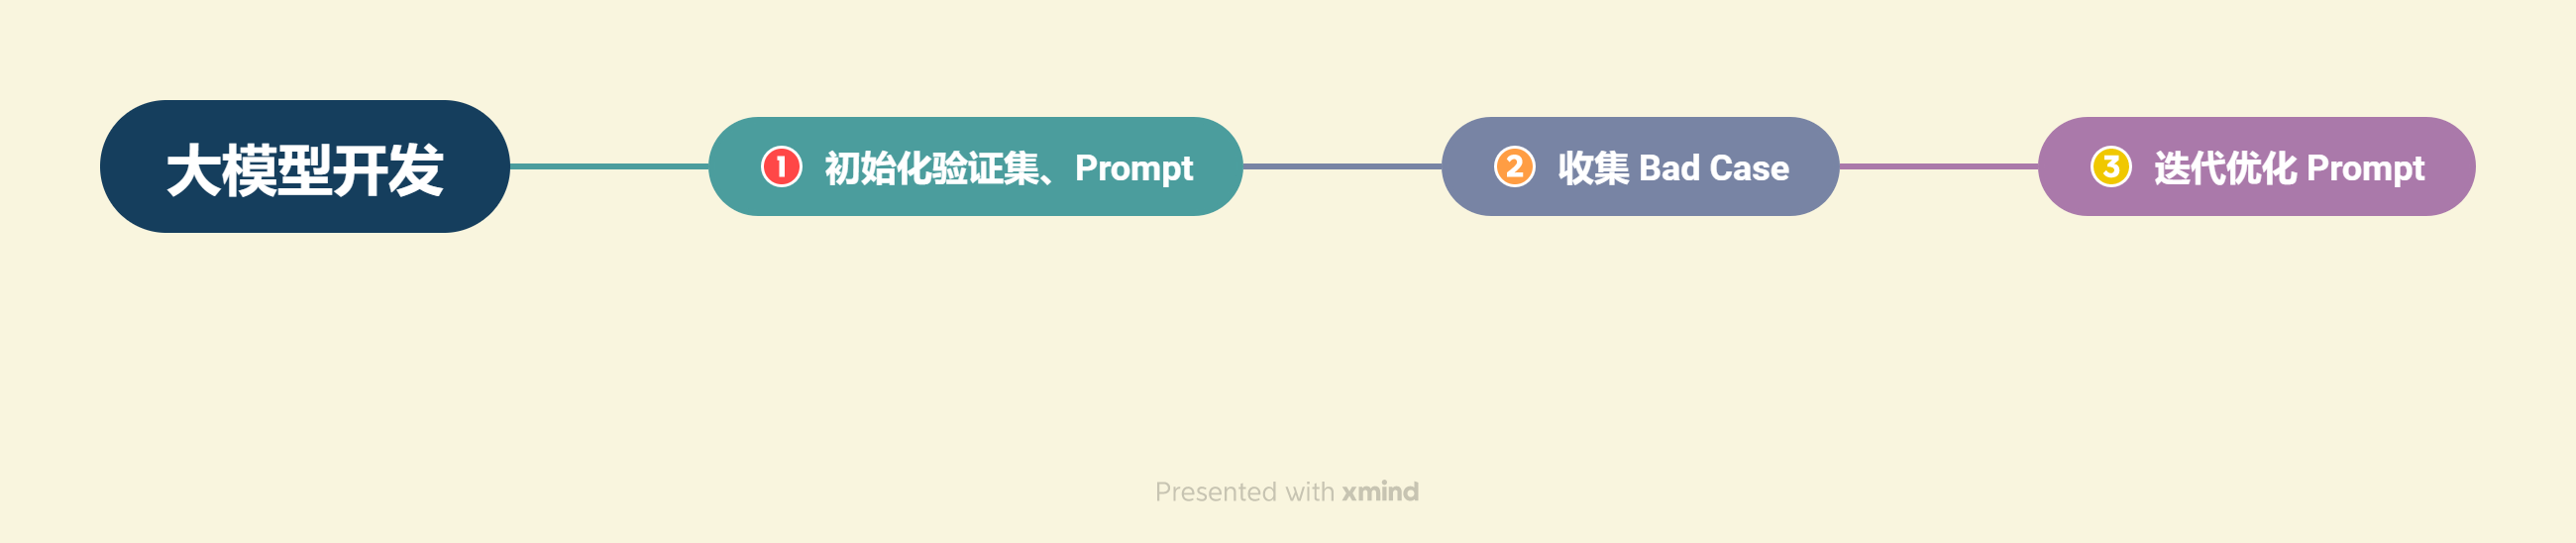 大模型开发
1 初始化验证集、Prompt
2 收集 Bad Case
3 迭代优化 Prompt
Presented with xmind